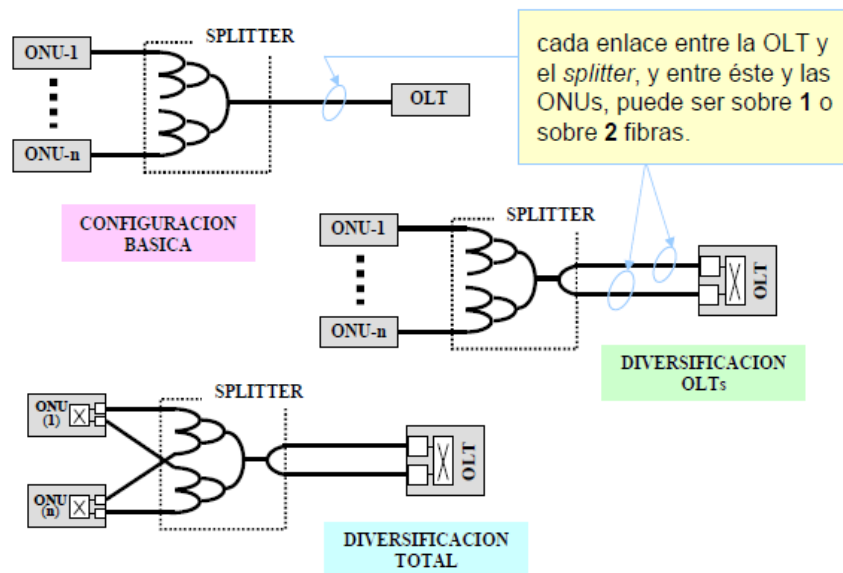 ONU-1
ONU-n
SPLITTER
OLT
cada enlace entre la OLT y
el splitter, y entre éste y las
ONUs, puede ser sobre 1 o
sobre 2 fibras.
CONFIGURACION
BASICA
ONU-1
ONU-n
SPLITTER
OLT
DIVERSIFICACION
OLTs
ONU
(1)
ONU
(n)
SPLITTER
OLT
DIVERSIFICACION
TOTAL